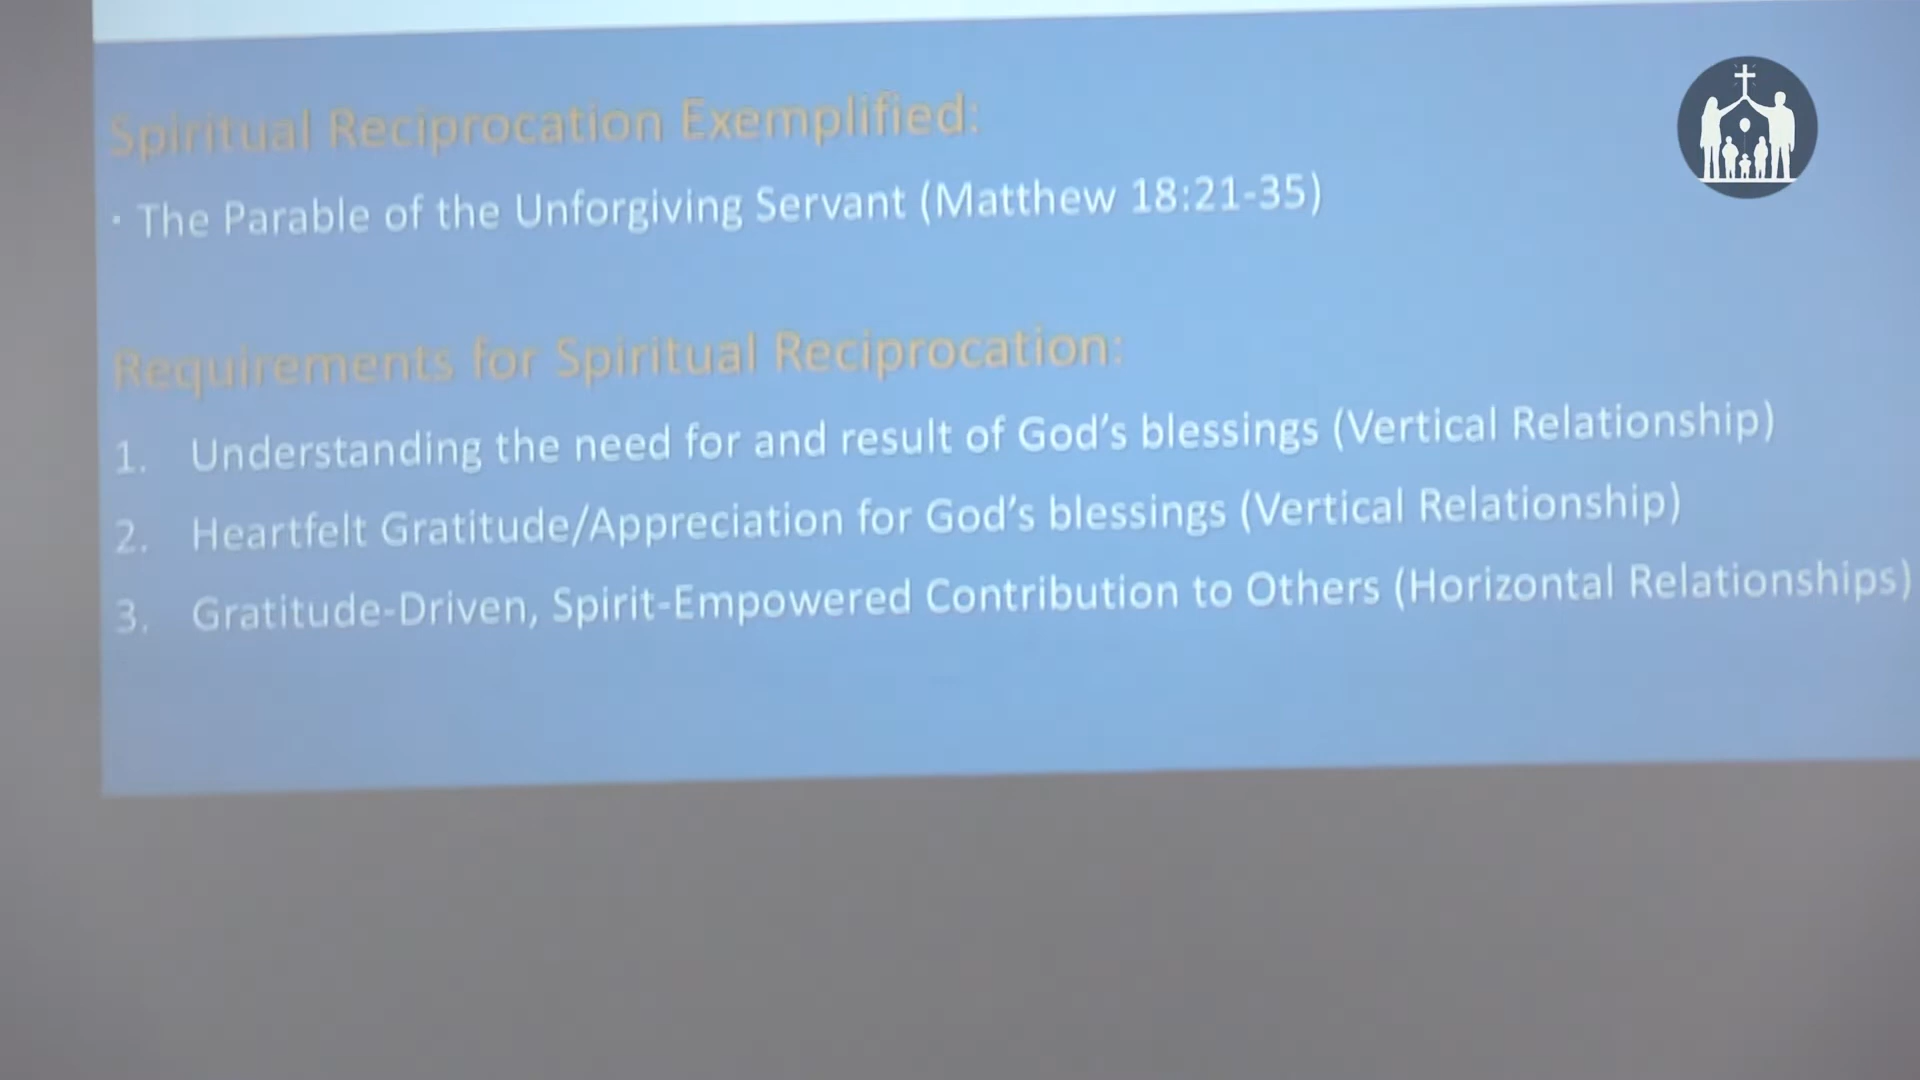 Spiritual Reciprocation Exemplified:
· The Parable of the Unforgiving Servant (Matthew 18:21-35)
Requirements for Spiritual Reciprocation:
1. Understanding the need for and result of God’s blessings (Vertical Relationship)
2. Heartfelt Gratitude/Appreciation for God’s blessings (Vertical Relationship)
3. Gratitude-Driven, Spirit-Empowered Contribution to Others (Horizontal Relationships)